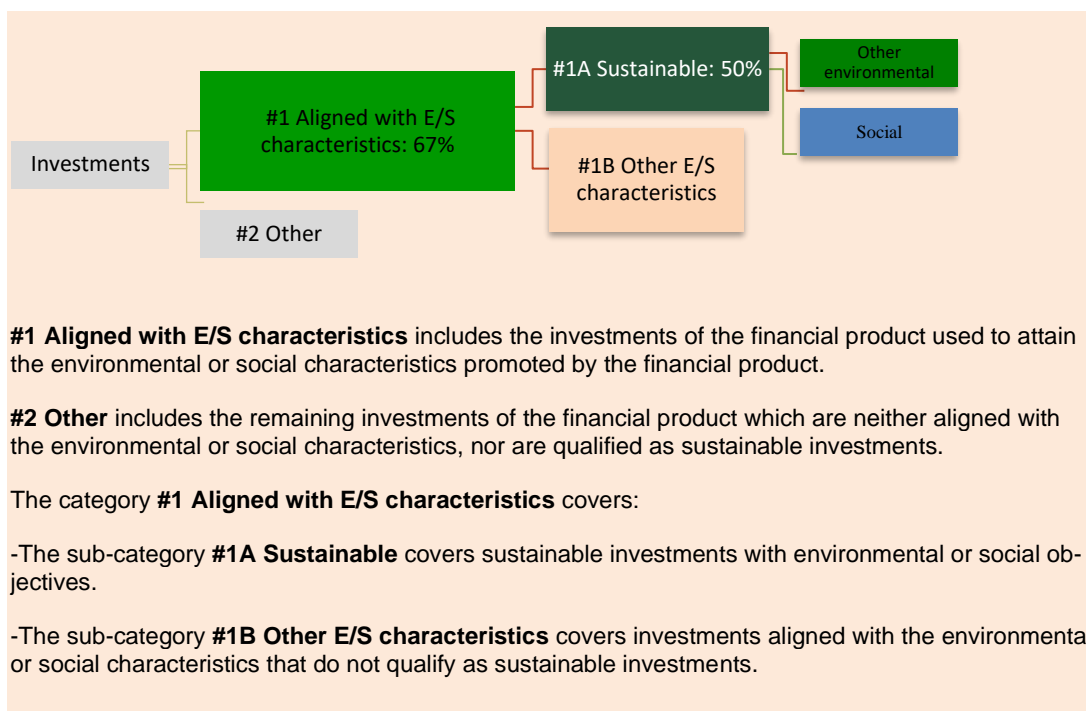 Other
environmental
#1A Sustainable: 50%
#1 Aligned with E/S
characteristics: 67%
Social
Investments
#1B Other E/S
characteristics
#2 Other
#1 Aligned with E/S characteristics includes the investments of the financial product used to attain
the environmental or social characteristics promoted by the financial product.
#2 Other includes the remaining investments of the financial product which are neither aligned with
the environmental or social characteristics, nor are qualified as sustainable investments.
The category #1 Aligned with E/S characteristics covers:
-The sub-category #1A Sustainable covers sustainable investments with environmental or social ob-
jectives.
-The sub-category #1B Other E/S characteristics covers investments aligned with the environmenta
or social characteristics that do not qualify as sustainable investments.